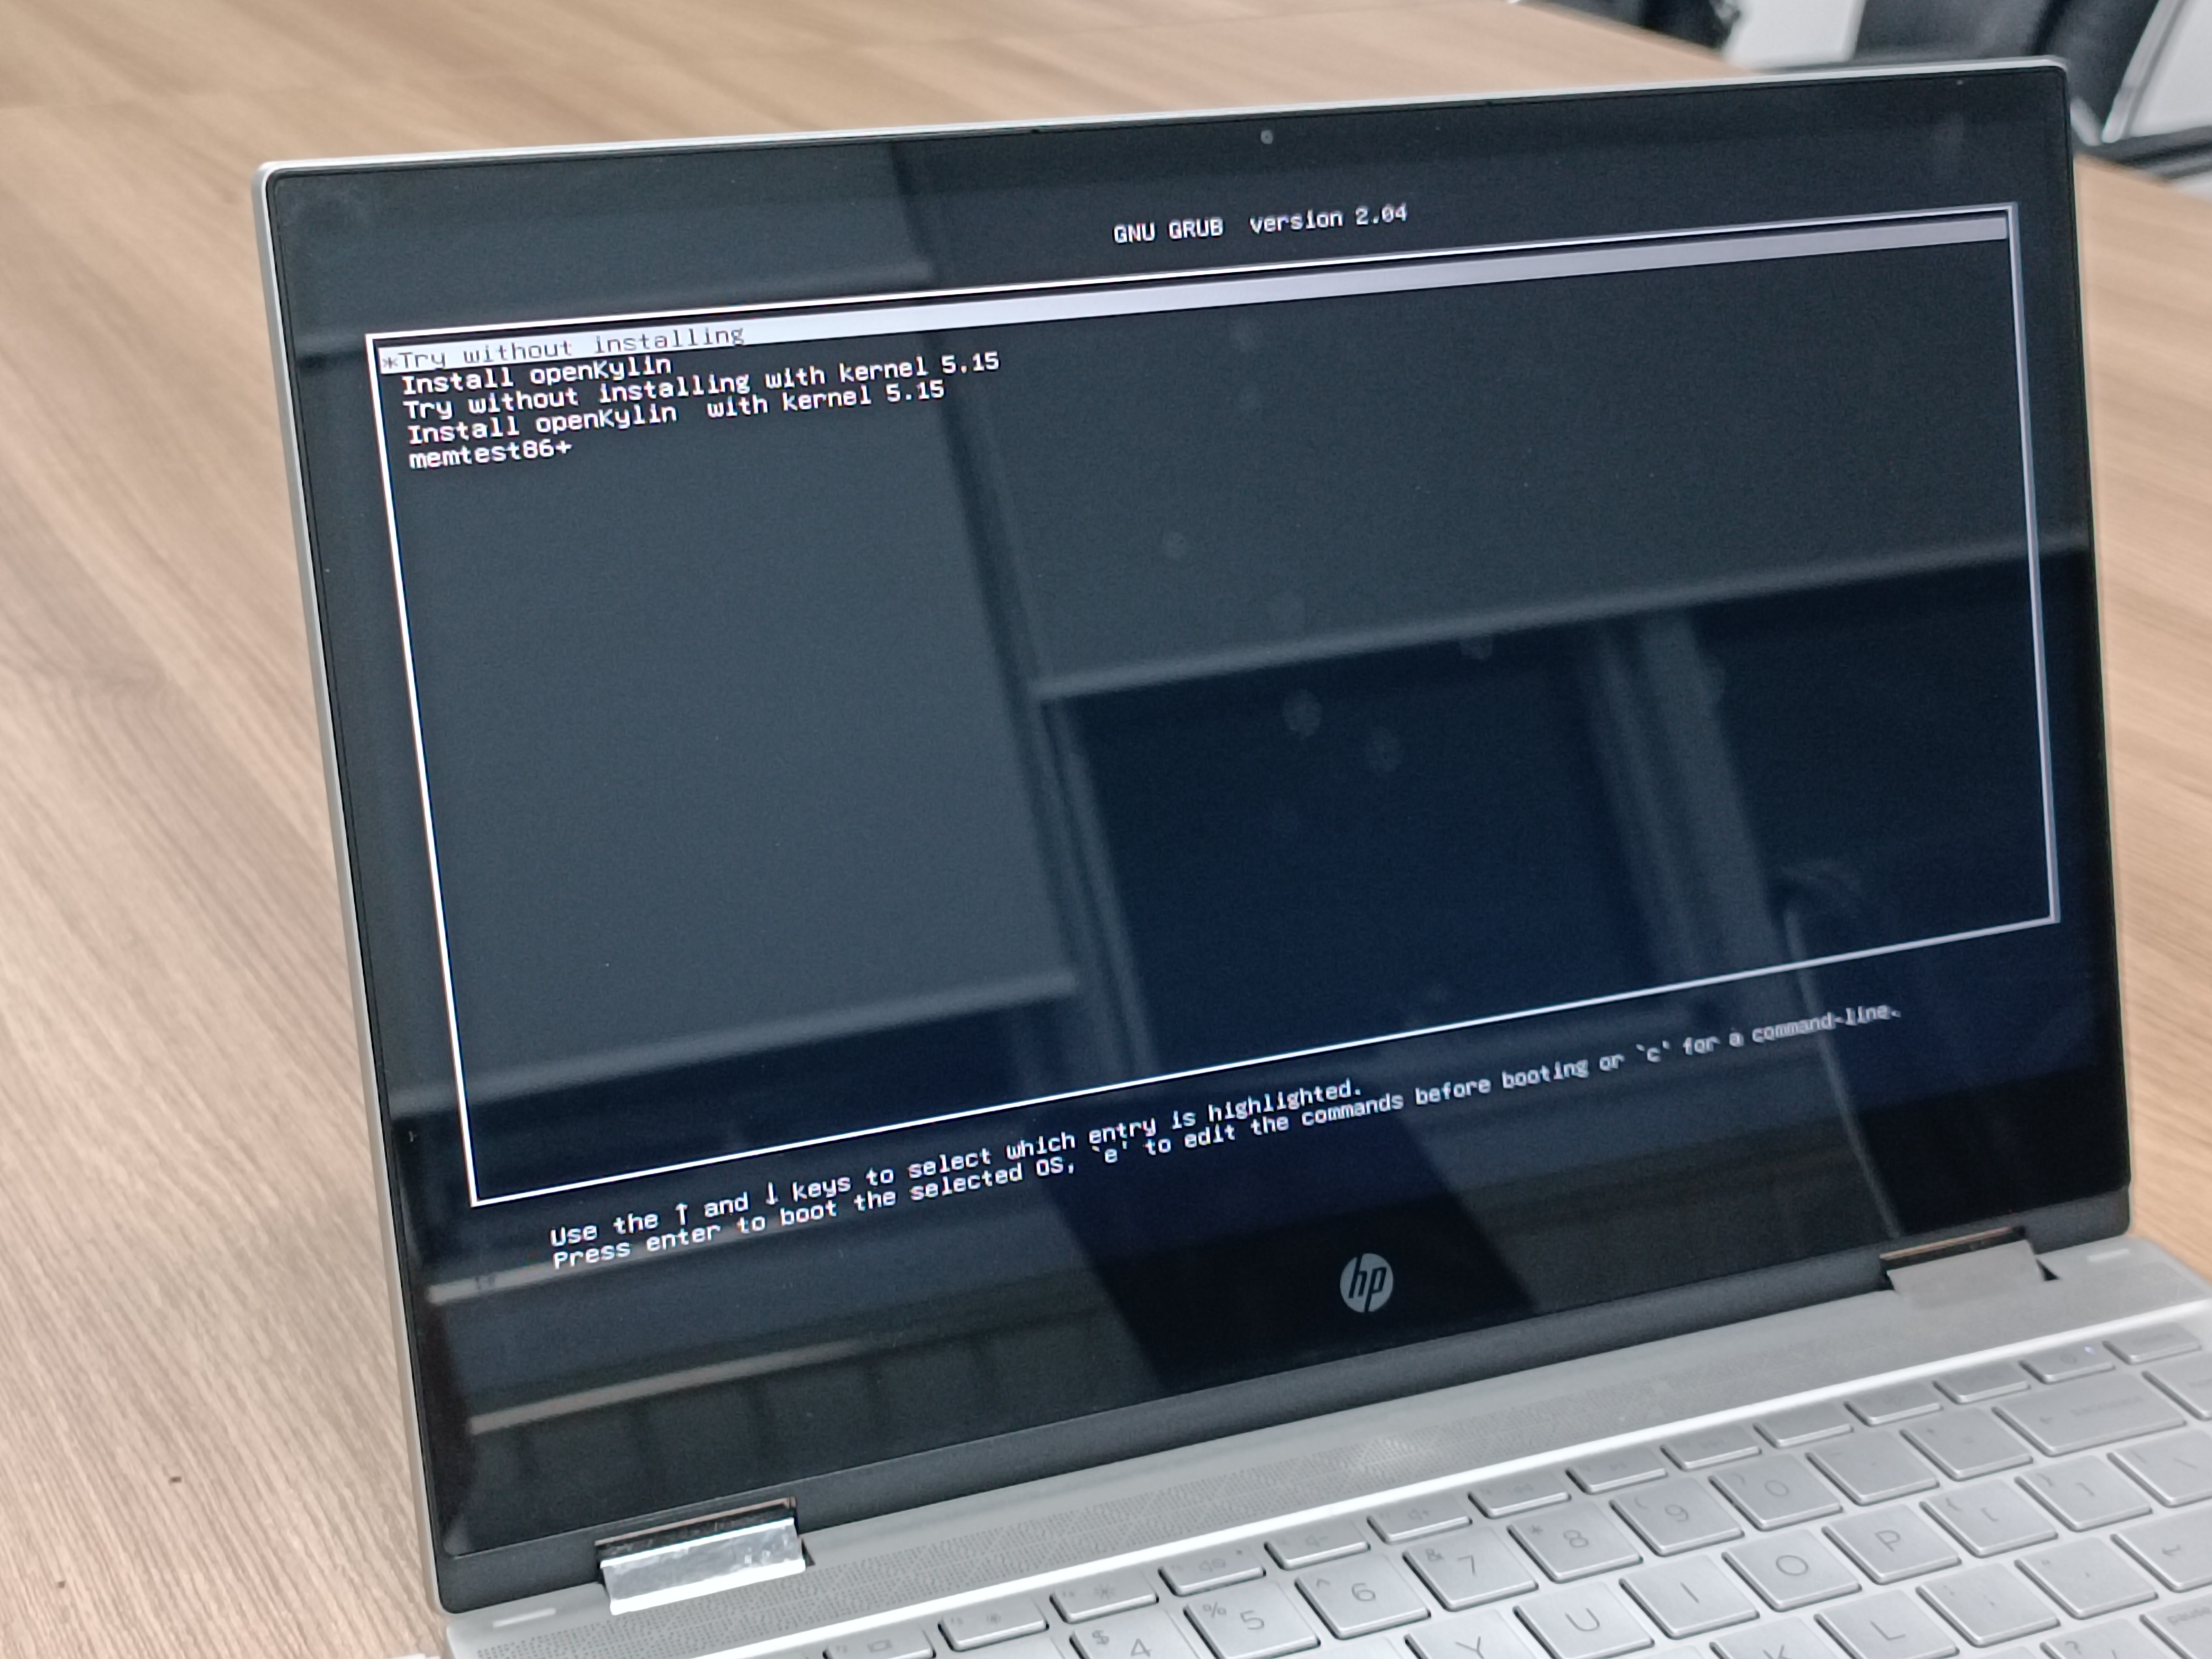 GNU GRUB  version 2.04
*Try without installing
Install openKylin
Try without installing with kernel 5.15
Install openKylin  with kernel 5.15
memtest86+
Use the ↑ and ↓ keys to select which entry is highlighted.
Press enter to boot the selected OS, `e' to edit the commands before booting or `c' for a command-line.
hp
$ 4
% 5
^ 6
& 7
* 8
( 9
) 0
Y U I O P
K L